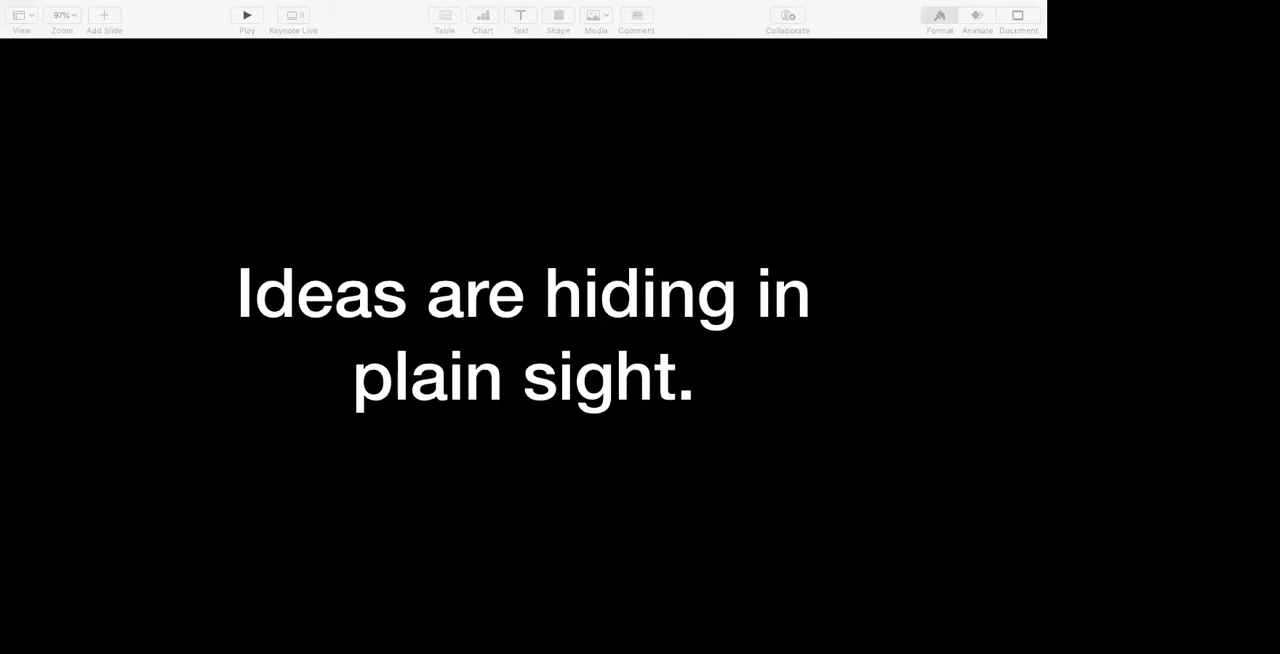 97%
View Zoom Add Slide Play Keynote Live Table Chart Text Shape Media Comment Collaborate Format Animate Document
Ideas are hiding in
plain sight.